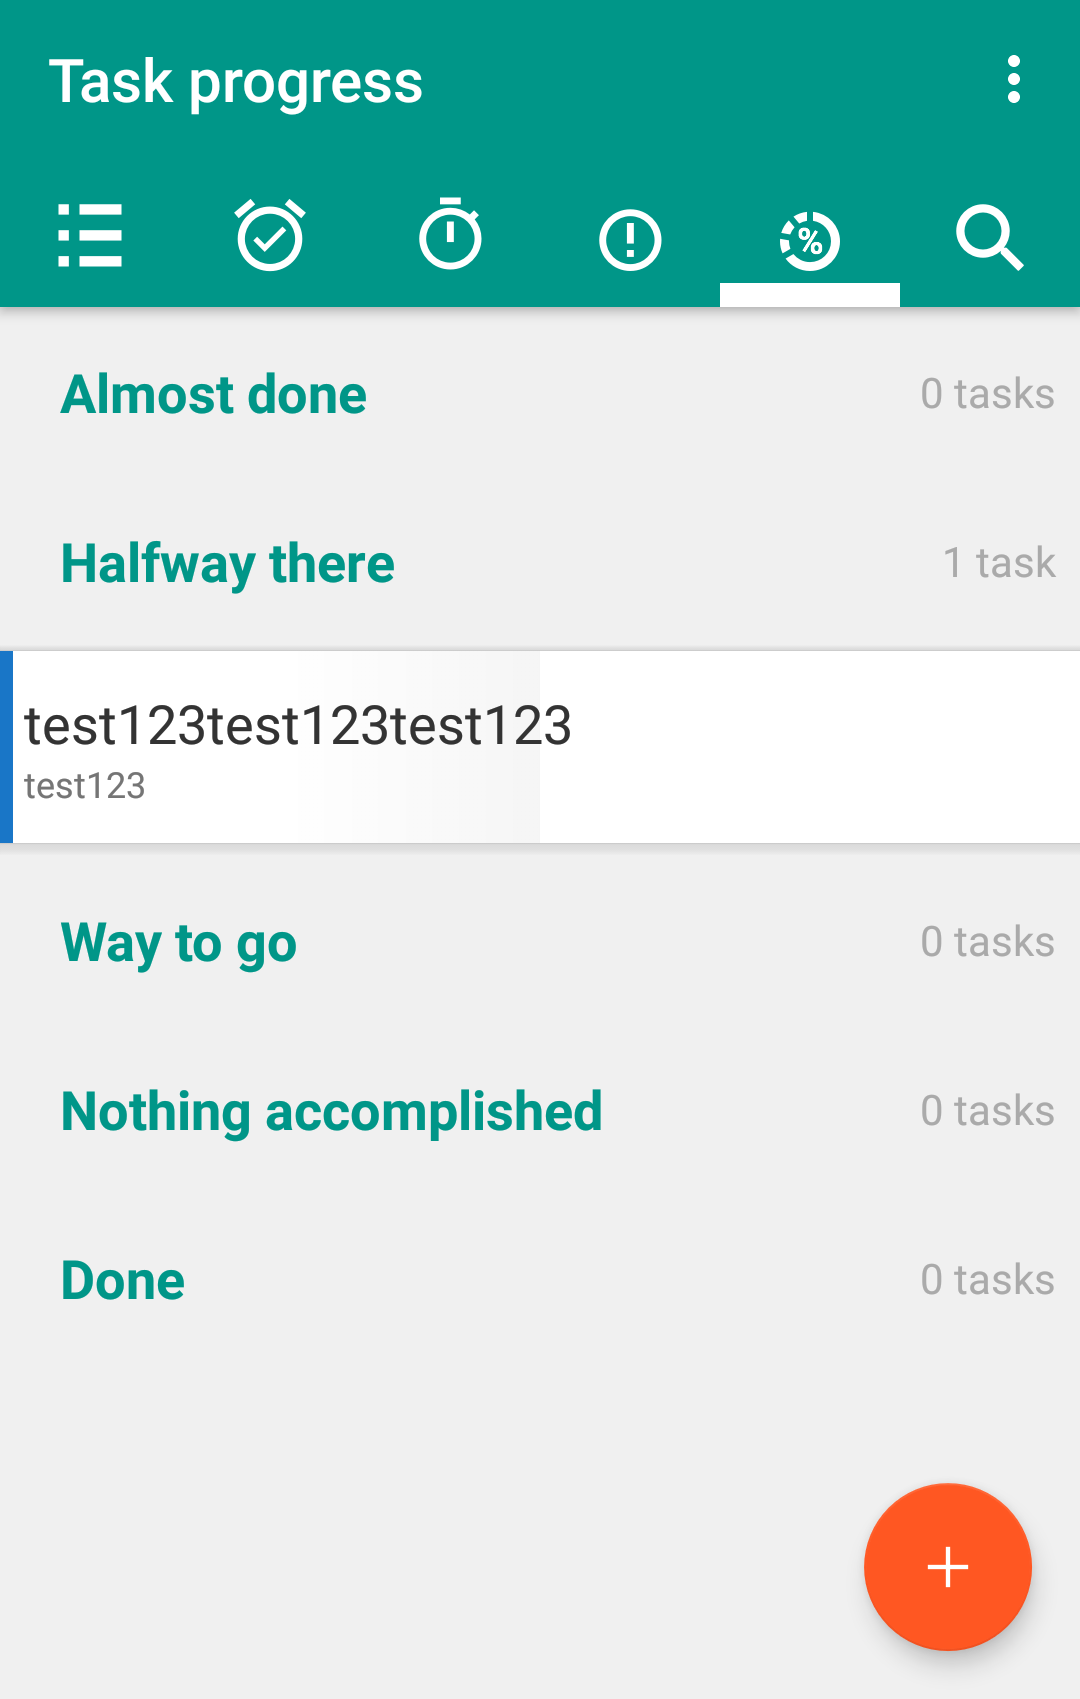 Task progress
%
Almost done
0 tasks
Halfway there
1 task
test123test123test123
test123
Way to go
0 tasks
Nothing accomplished
0 tasks
Done
0 tasks